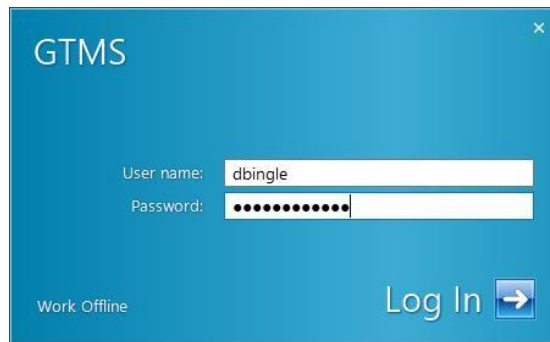 GTMS
User name: dbingle
Password: ●●●●●●●●●●●●
Work Offline
Log In